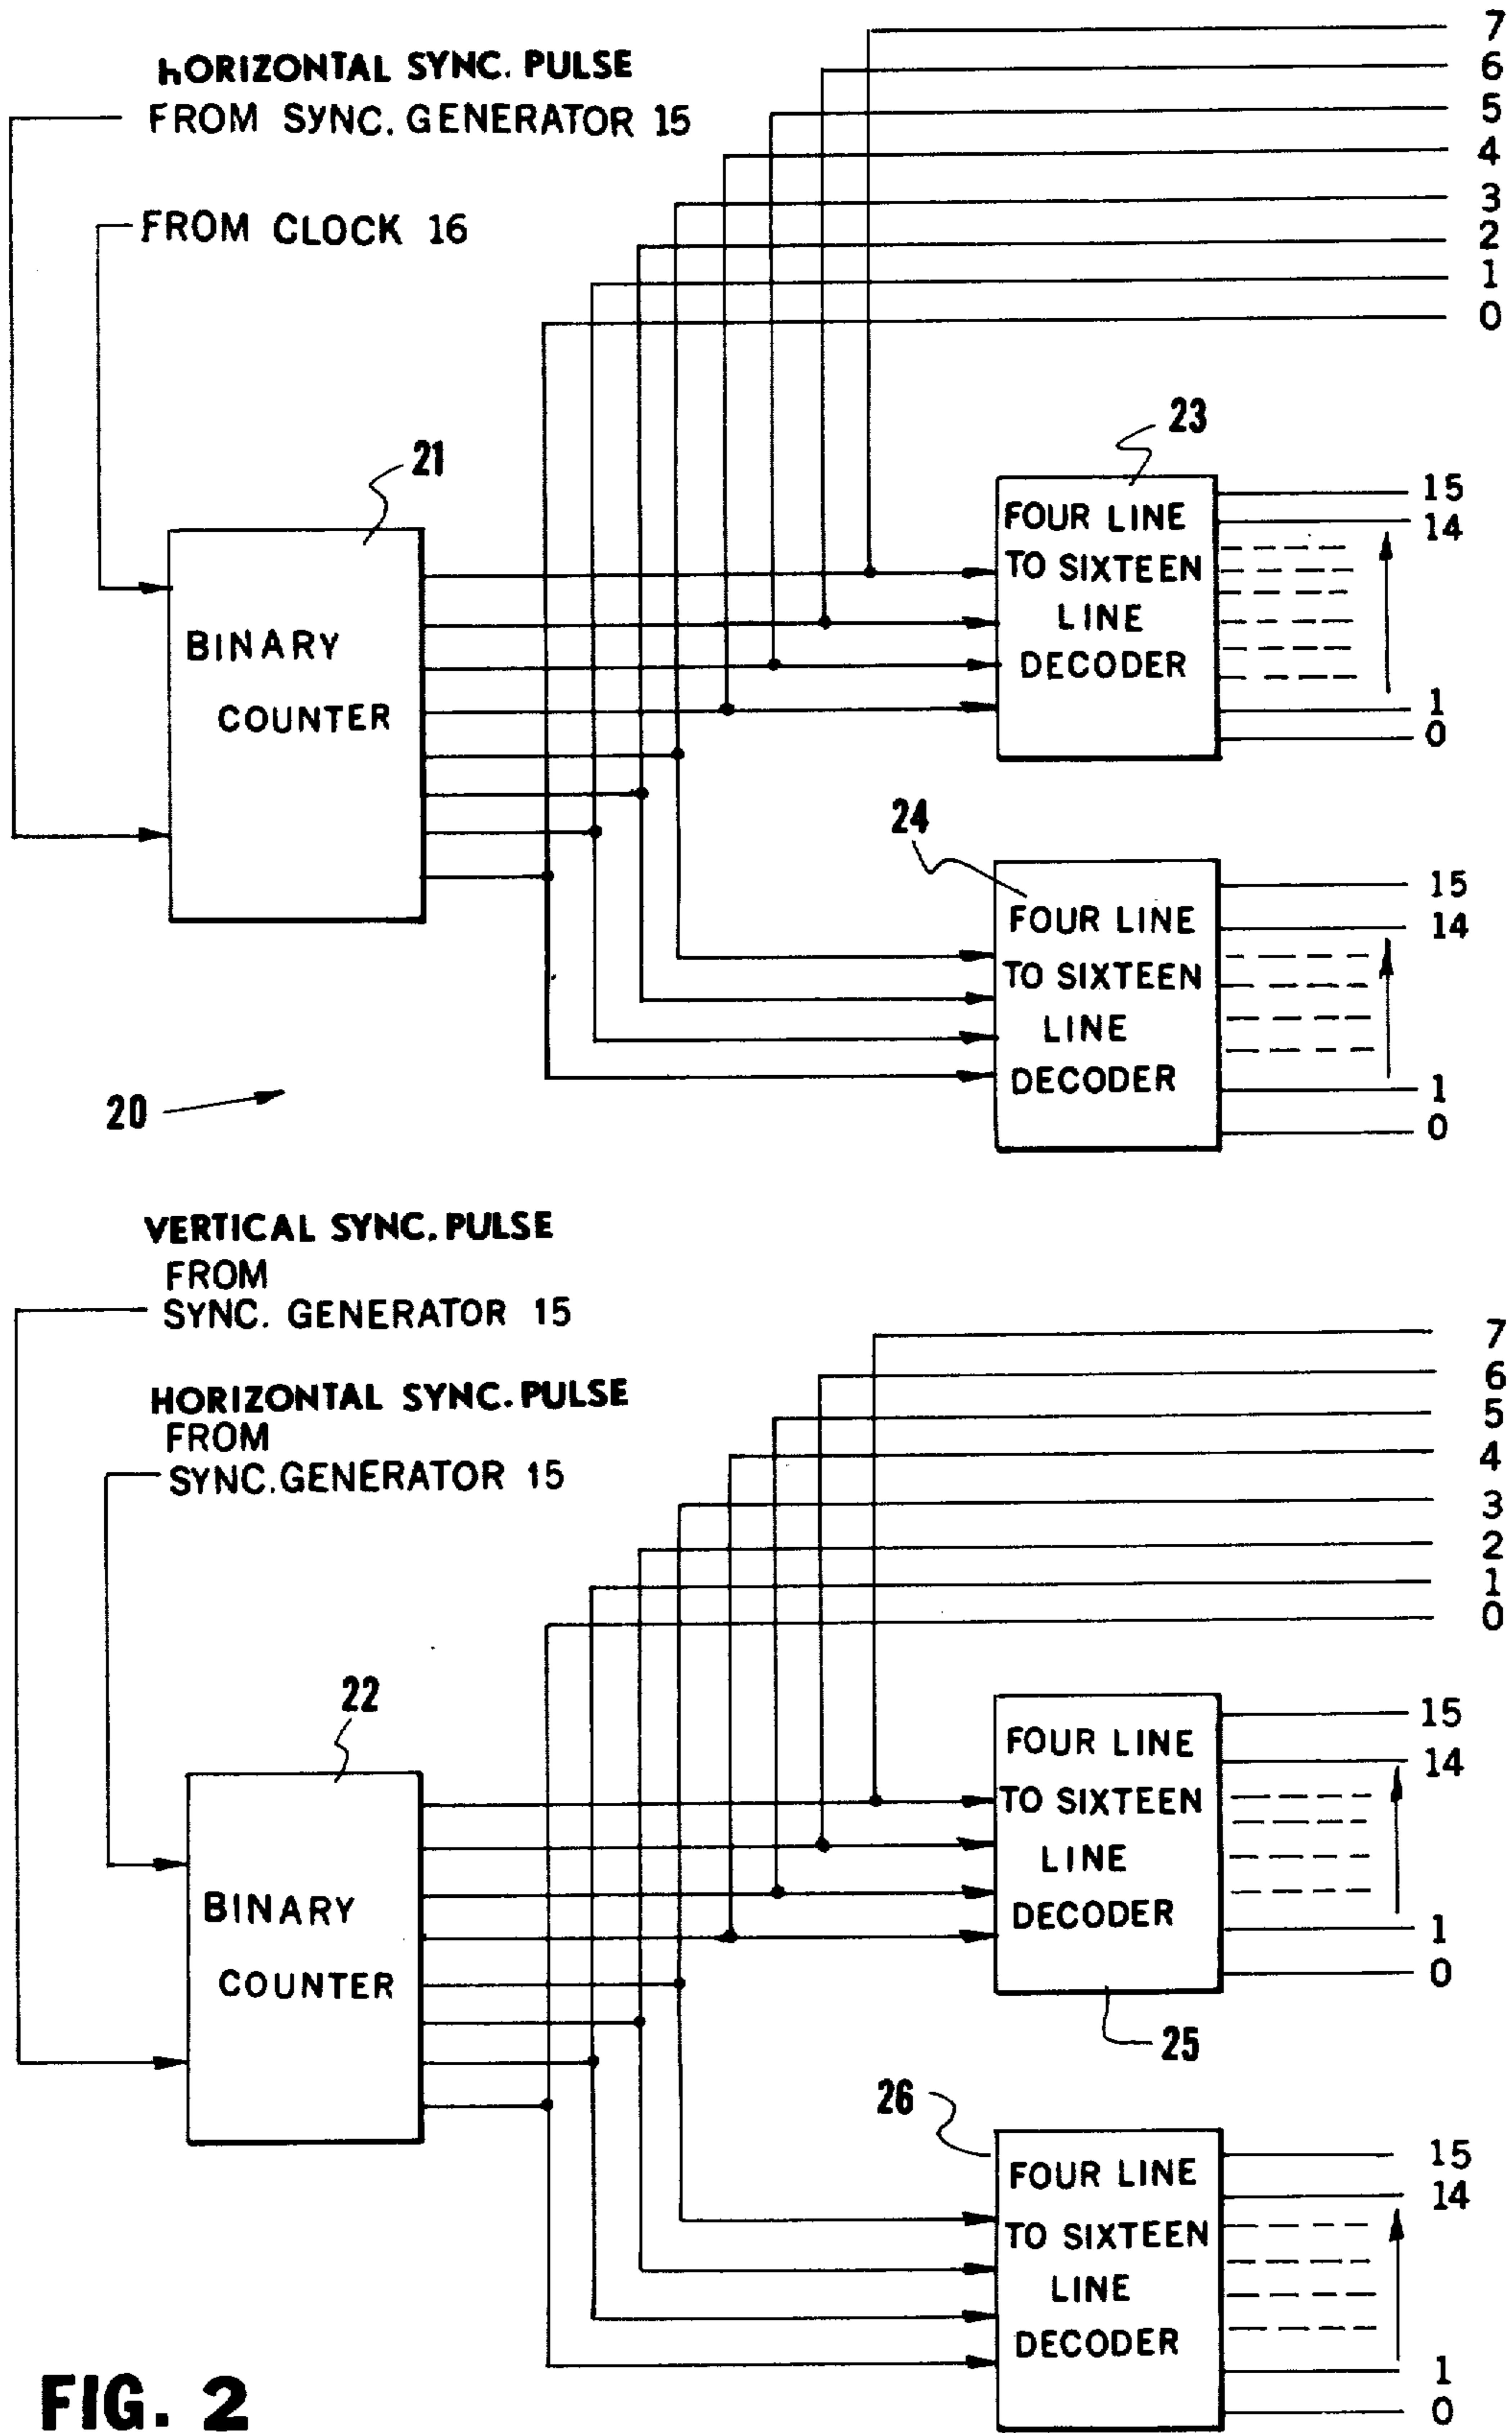 7
HORIZONTAL SYNC. PULSE
6
FROM SYNC. GENERATOR 15
5
4
3
FROM CLOCK 16
2
1
0
23
21
FOUR LINE
TO SIXTEEN
LINE
DECODER
15
14
1
0
BINARY
COUNTER
24
FOUR LINE
TO SIXTEEN
LINE
DECODER
15
14
1
0
20
VERTICAL SYNC. PULSE
FROM
SYNC. GENERATOR 15
HORIZONTAL SYNC. PULSE
FROM
SYNC. GENERATOR 15
7
6
5
4
3
2
1
0
22
FOUR LINE
TO SIXTEEN
LINE
DECODER
15
14
1
0
BINARY
COUNTER
25
26
FOUR LINE
TO SIXTEEN
LINE
DECODER
15
14
1
0
FIG. 2